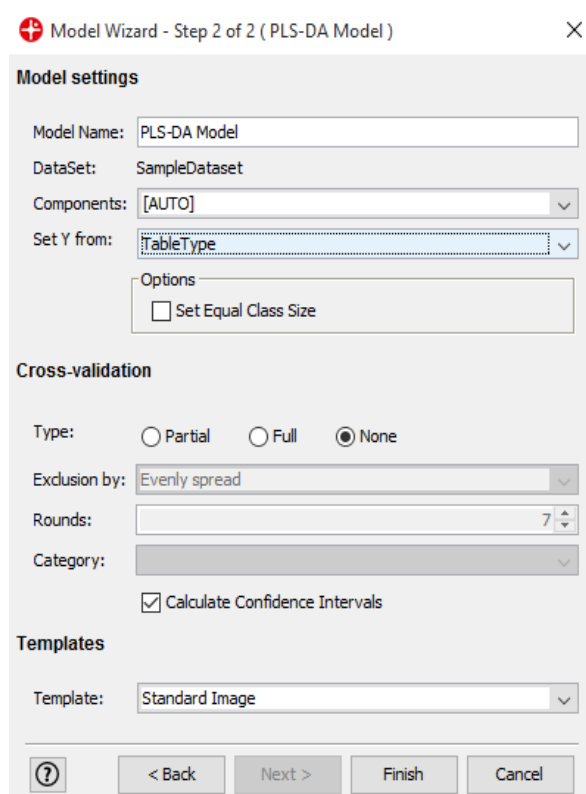 Model Wizard - Step 2 of 2 ( PLS-DA Model )
Model settings
Model Name: PLS-DA Model
DataSet: SampleDataset
Components: [AUTO]
Set Y from: TableType
Options
Set Equal Class Size
Cross-validation
Type: Partial Full None
Exclusion by: Evenly spread
Rounds: 7
Category:
Calculate Confidence Intervals
Templates
Template: Standard Image
? < Back Next > Finish Cancel